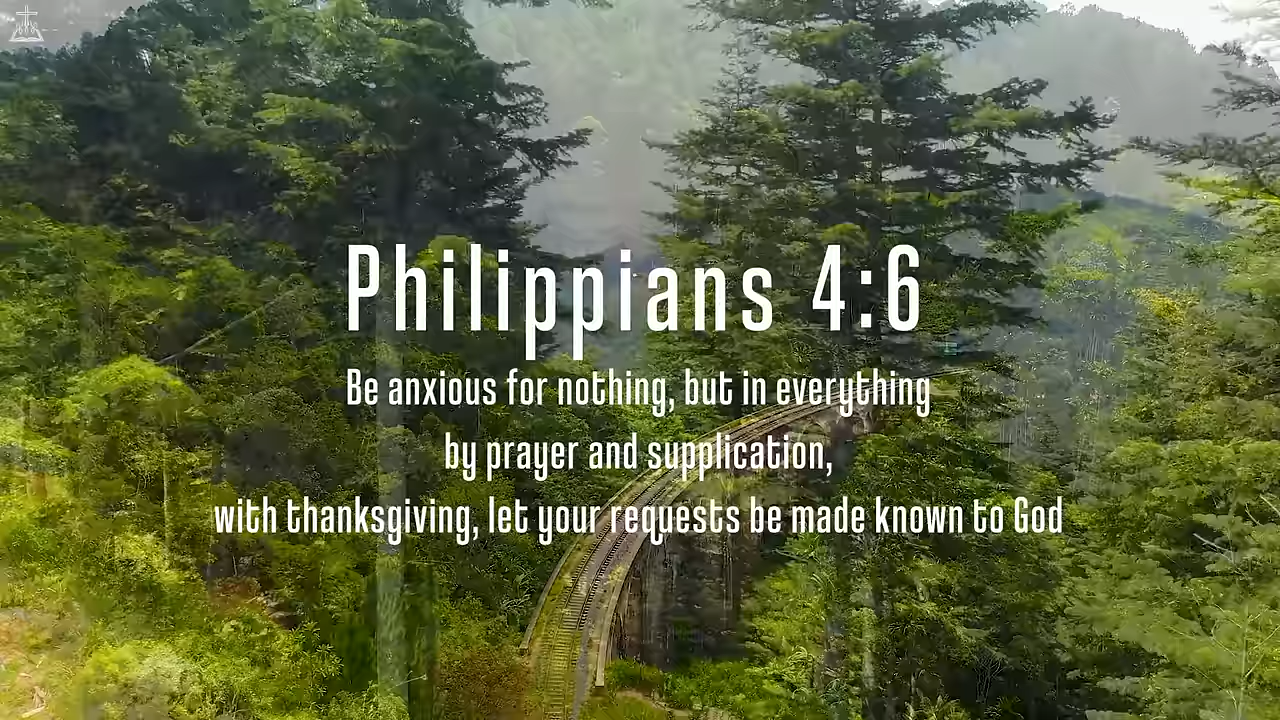 Philippians 4:6
Be anxious for nothing, but in everything
by prayer and supplication,
with thanksgiving, let your requests be made known to God